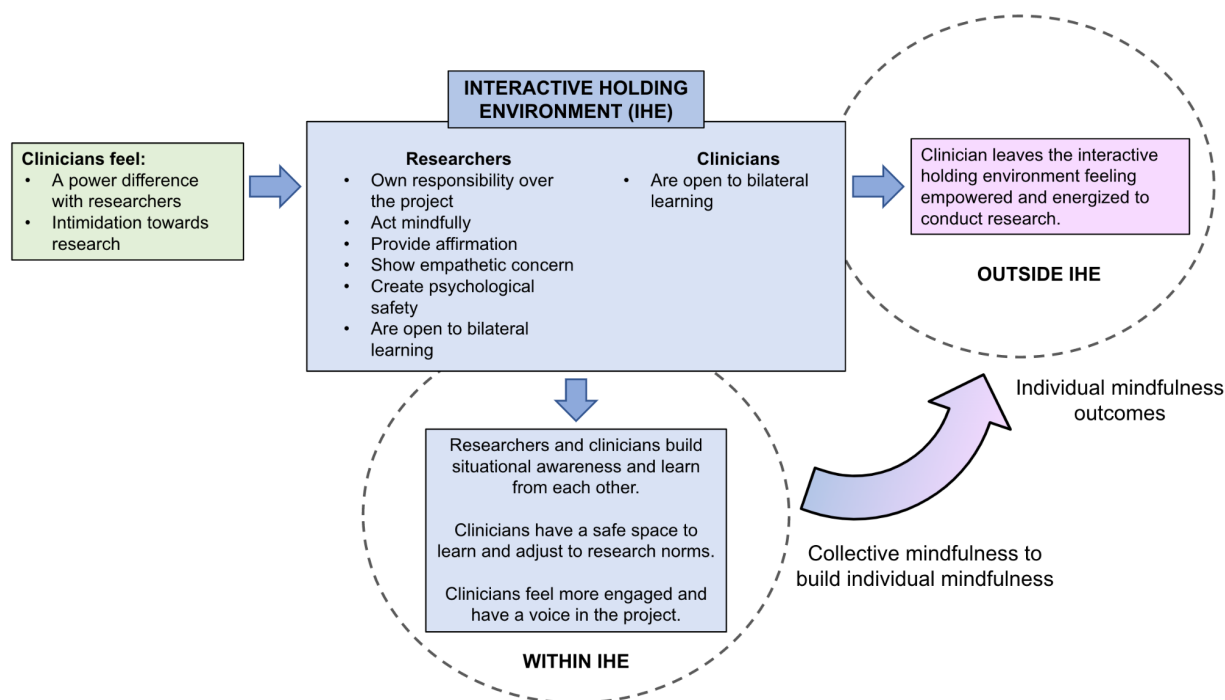 INTERACTIVE HOLDING
ENVIRONMENT (IHE)
Clinicians feel:
• A power difference
with researchers
• Intimidation towards
research
Researchers
• Own responsibility over
the project
• Act mindfully
• Provide affirmation
• Show empathetic concern
• Create psychological
safety
• Are open to bilateral
learning
Clinicians
• Are open to bilateral
learning
Clinician leaves the interactive
holding environment feeling
empowered and energized to
conduct research.
OUTSIDE IHE
Researchers and clinicians build
situational awareness and learn
from each other.
Clinicians have a safe space to
learn and adjust to research norms.
Clinicians feel more engaged and
have a voice in the project.
WITHIN IHE
Individual mindfulness
outcomes
Collective mindfulness to
build individual mindfulness